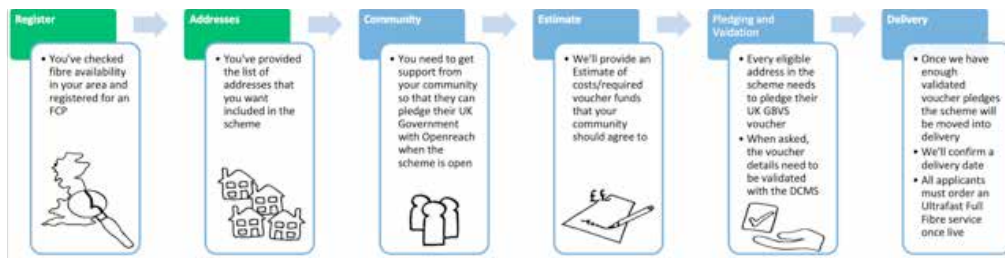 Register
• You've checked
fibre availability
in your area and
registered for an
FCP
Addresses
• You've provided
the list of
addresses that
you want
included in the
scheme
Community
• You need to get
support from
your community
so that they can
pledge their UK
Government
with Openreach
when the
scheme is open
Estimate
• We'll provide an
Estimate of
costs/required
voucher funds
that your
community
should agree to
££
Pledging and
Vaidation
• Every eligible
address in the
scheme needs
to pledge their
UK GBVS
voucher
• When asked,
the voucher
details need to
be validated
with the DCMS
Delivery
• Once we have
enough
validated
voucher pledges
the scheme will
be moved into
delivery
• We'll confirm a
delivery date
• All applicants
must order an
Ultrafast Full
Fibre service
once live